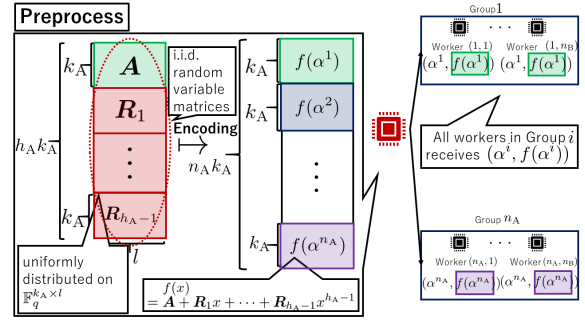 Preprocess
k_A
A
i.i.d.
random
variable
matrices
R_1
⋮
h_A k_A
k_A
R_{h_A−1}
l
uniformly
distributed on
𝔽_q^{k_A×l}
Encoding
↦
n_A k_A
k_A
f(α^1)
k_A
f(α^2)
⋮
k_A
f(α^{n_A})
f(x)
= A + R_1 x + ⋯ + R_{h_A−1} x^{h_A−1}
Group1
· · ·
Worker (1, 1) Worker (1, n_B)
(α^1, f(α^1)) (α^1, f(α^1))
All workers in Group i
receives (α^i, f(α^i))
Group n_A
· · ·
Worker(n_A, 1) Worker(n_A, n_B)
(α^{n_A}, f(α^{n_A}))(α^{n_A}, f(α^{n_A}))